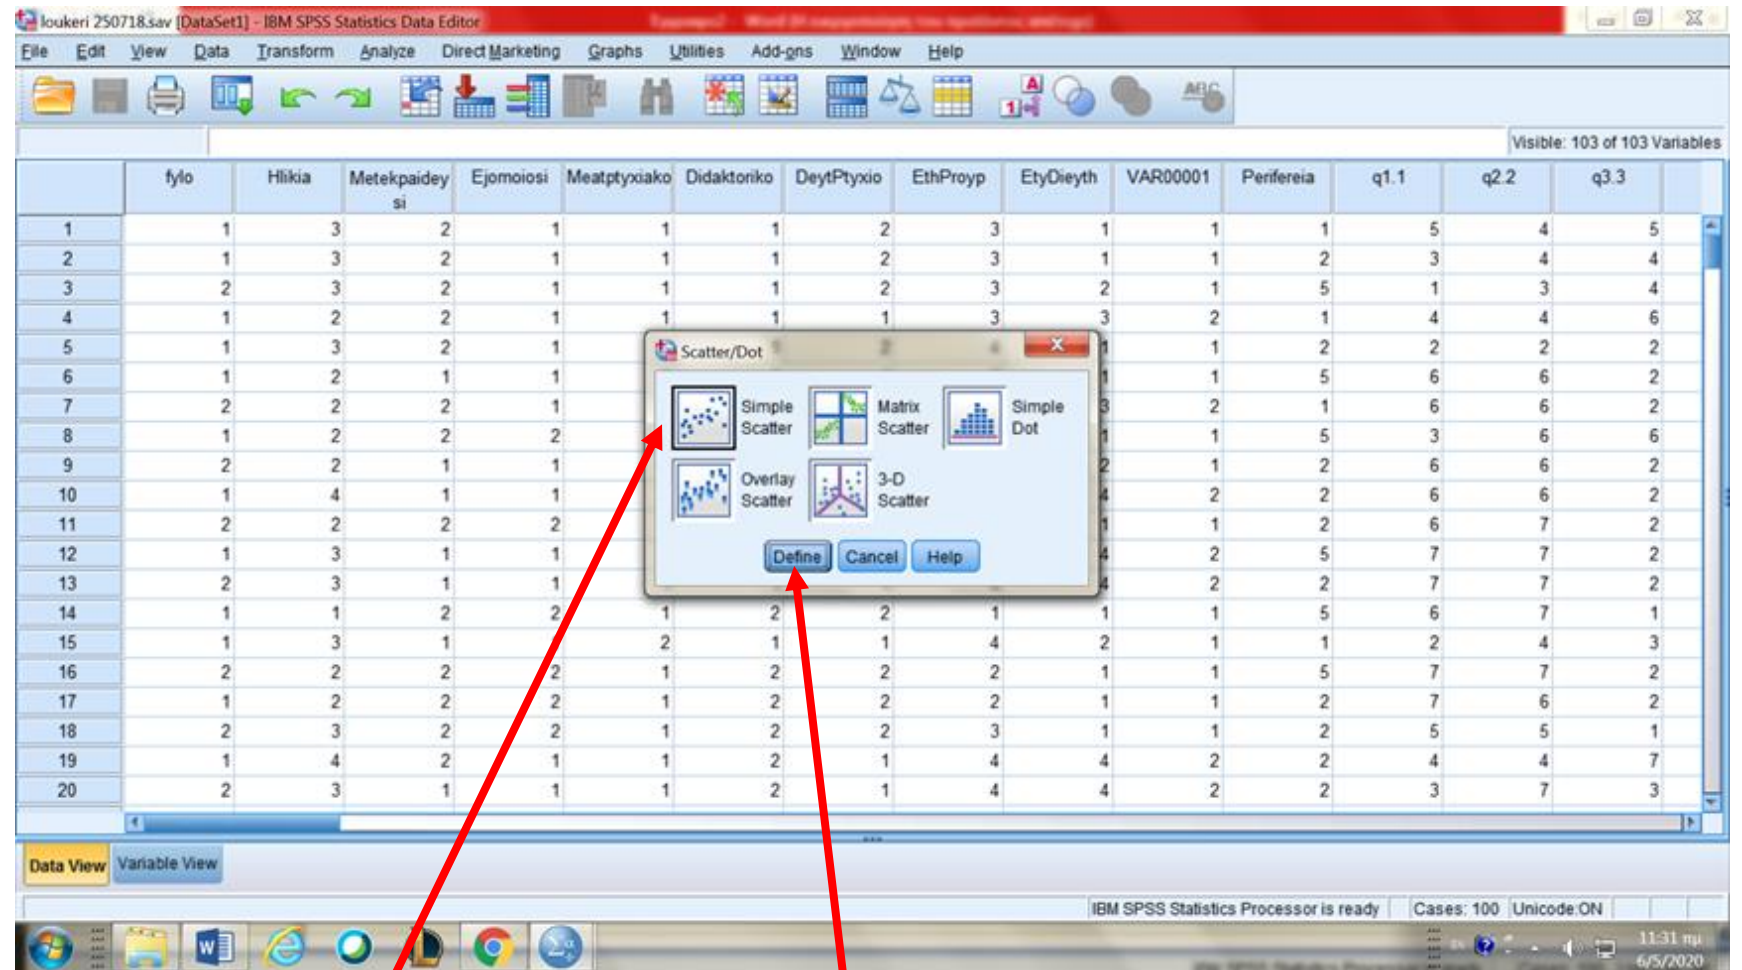 loukeri 250718.sav [DataSet1] - IBM SPSS Statistics Data Editor
File Edit View Data Transform Analyze Direct Marketing Graphs Utilities Add-ons Window Help
Visible: 103 of 103 Variables
fylo Hlikia Metekpaidey Ejomoiosi Meatptyxiako Didaktoriko DeytPtyxio EthProyp EtyDieyth VAR00001 Perifereia q1.1 q2.2 q3.3
si
1 1 3 2 1 1 1 2 3 1 1 1 5 4 5
2 1 3 2 1 1 1 2 3 1 1 2 3 4 4
3 2 3 2 1 1 1 2 3 2 1 5 1 3 4
4 1 2 2 1 1 1 1 3 3 2 1 4 4 6
5 1 3 2 1 1 1 2 2 2 2
6 1 2 1 1 1 1 5 6 6 2
7 2 2 2 1 3 2 1 6 6 2
8 1 2 2 2 1 1 5 3 6 6
9 2 2 1 1 2 1 2 6 6 2
10 1 4 1 1 4 2 2 6 6 2
11 2 2 2 2 1 1 2 6 7 2
12 1 3 1 1 4 2 5 7 7 2
13 2 3 1 1 4 2 2 7 7 2
14 1 1 2 2 1 2 2 1 1 1 5 6 7 1
15 1 3 1 2 1 1 4 2 1 1 2 4 3
16 2 2 2 2 1 2 2 2 1 1 5 7 7 2
17 1 2 2 2 1 2 2 2 1 1 2 7 6 2
18 2 3 2 2 1 2 2 3 1 1 2 5 5 1
19 1 4 2 1 1 2 1 4 4 2 2 4 4 7
20 2 3 1 1 1 2 1 4 4 2 2 3 7 3
Scatter/Dot
Simple Scatter
Matrix Scatter
Simple Dot
Overlay Scatter
3-D Scatter
Define Cancel Help
Data View Variable View
IBM SPSS Statistics Processor is ready Cases: 100 Unicode:ON
11:31 πμ
6/5/2020